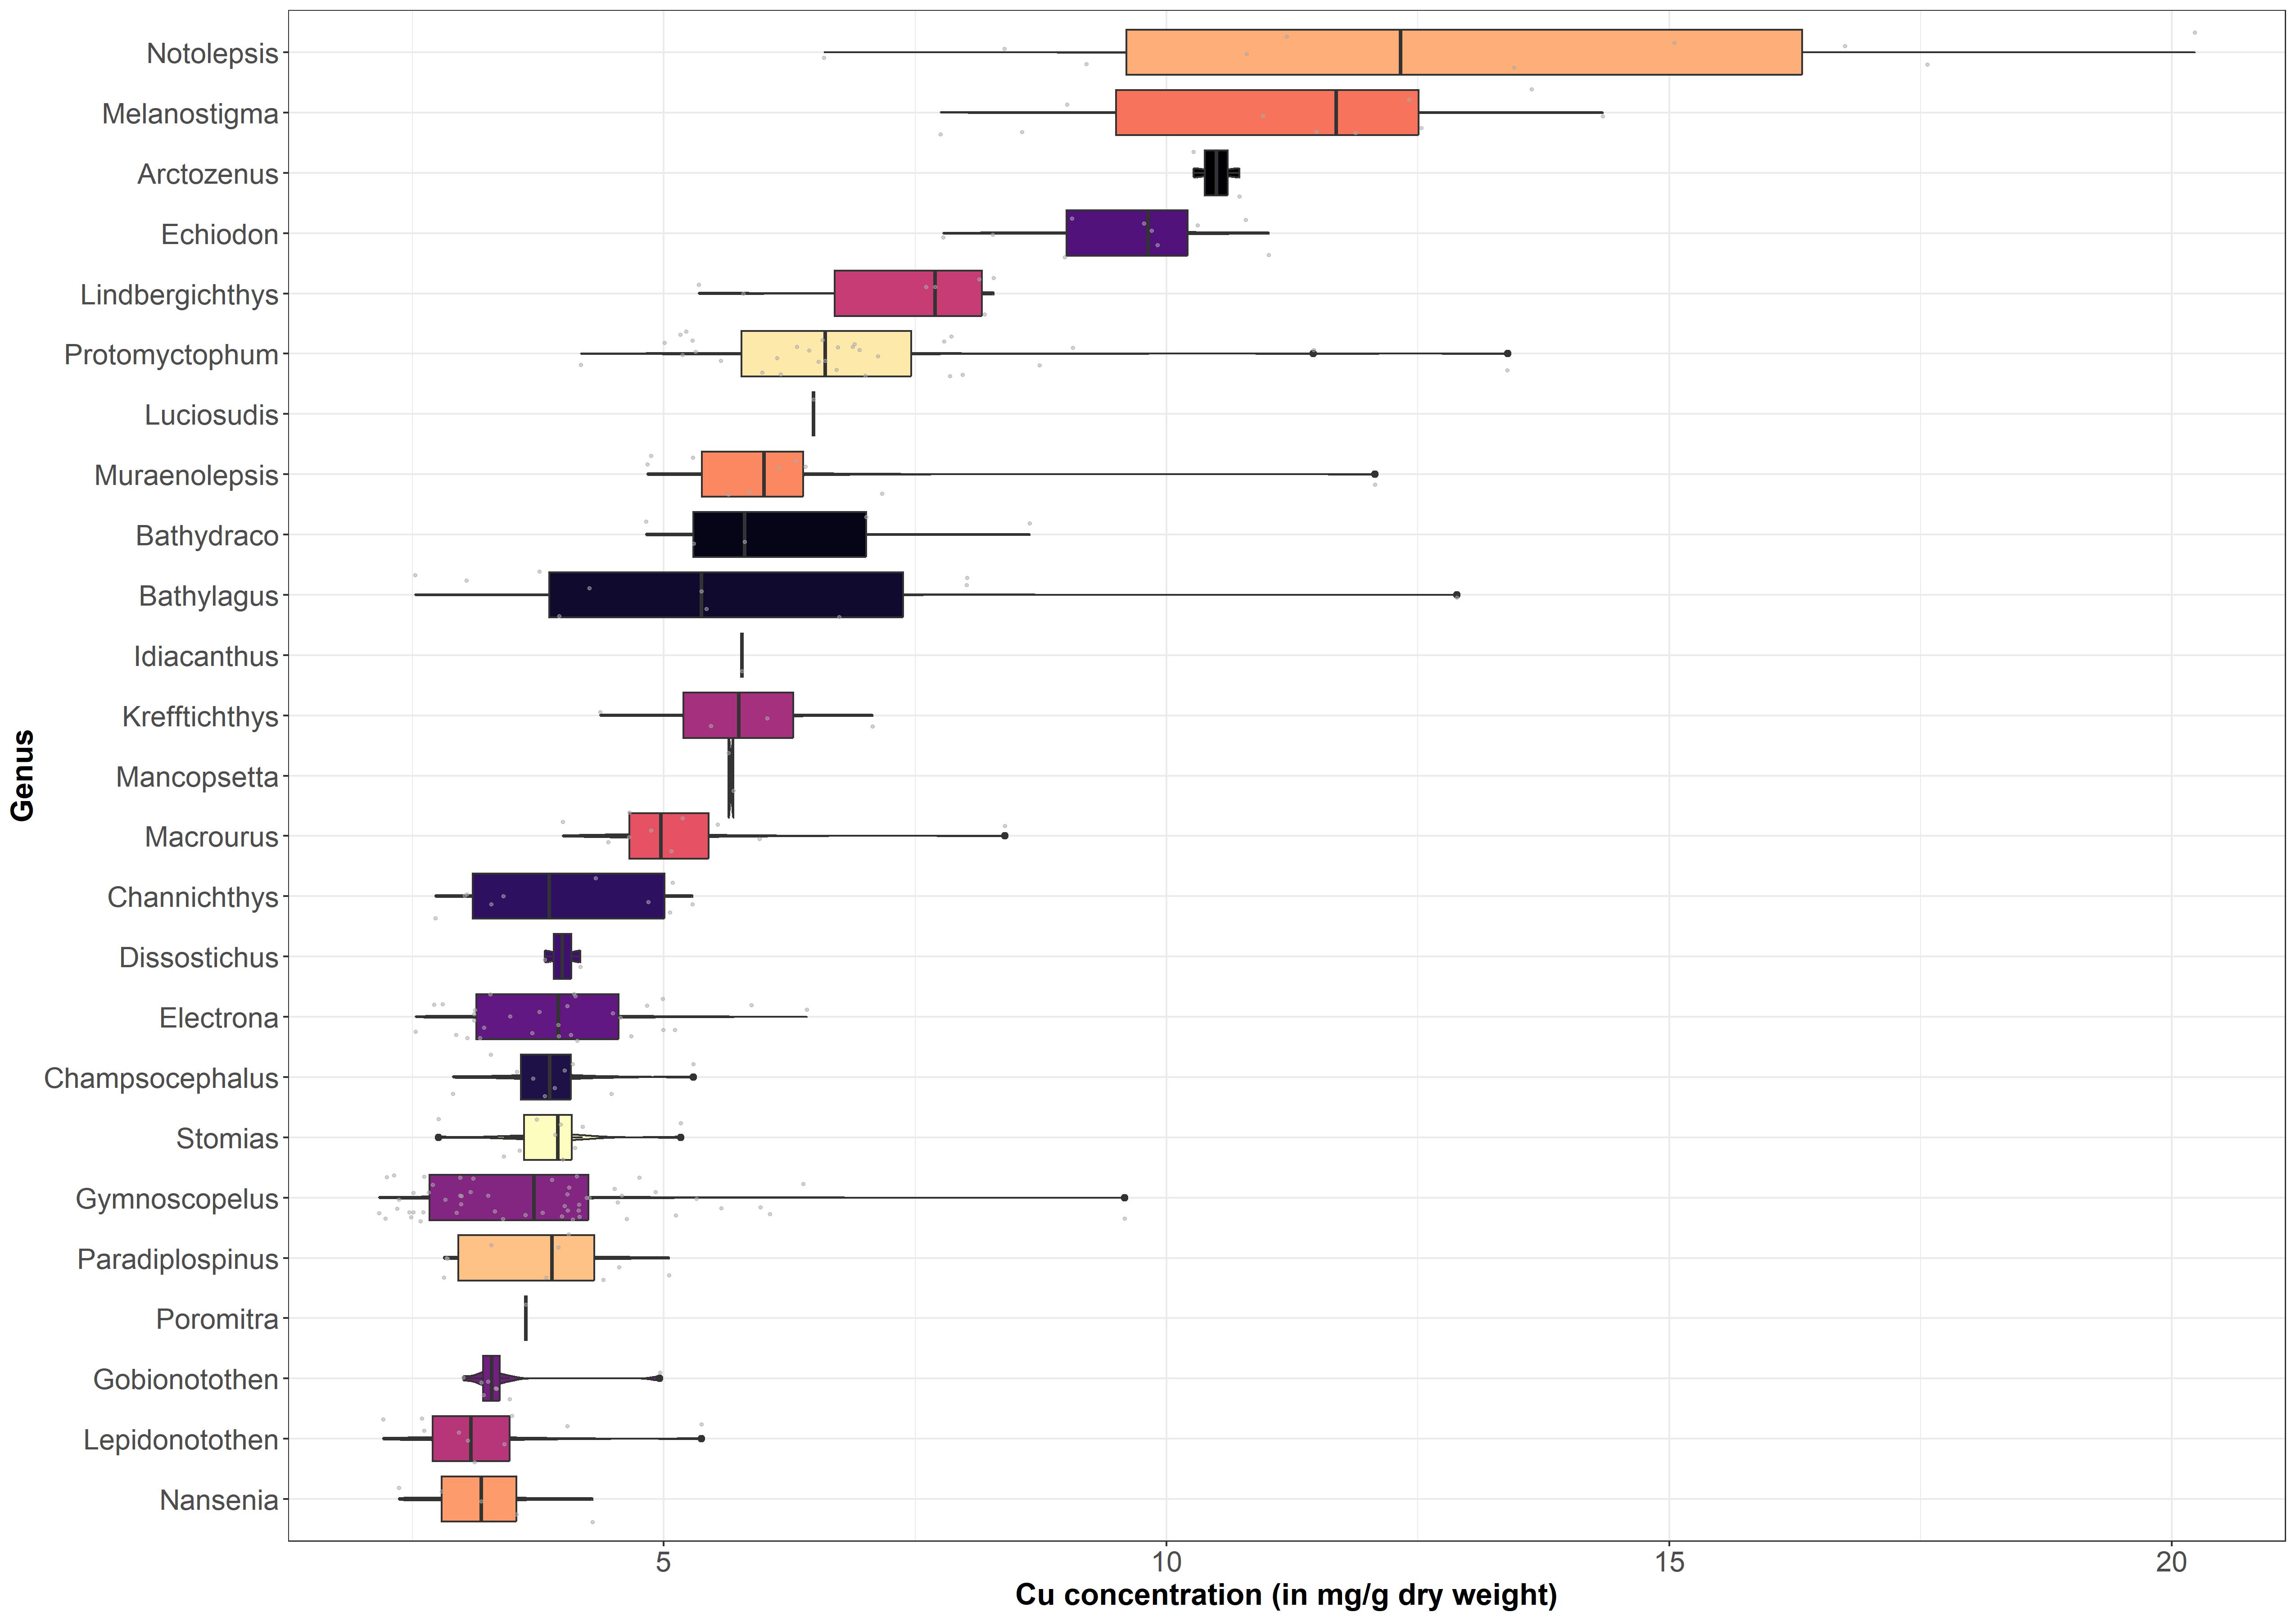 Notolepsis
Melanostigma
Arctozenus
Echiodon
Lindbergichthys
Protomyctophum
Luciosudis
Muraenolepsis
Bathydraco
Bathylagus
Idiacanthus
Krefftichthys
Mancopsetta
Macrourus
Channichthys
Dissostichus
Electrona
Champsocephalus
Stomias
Gymnoscopelus
Paradiplospinus
Poromitra
Gobionotothen
Lepidonotothen
Nansenia
Genus
5 10 15 20
Cu concentration (in mg/g dry weight)